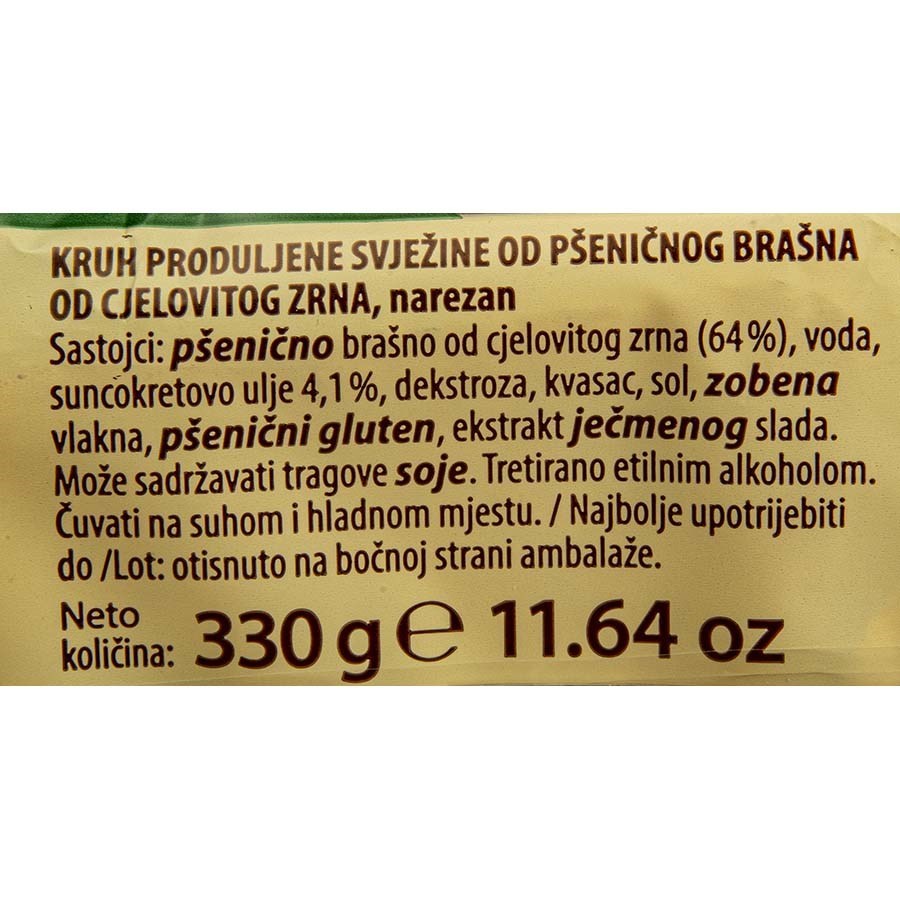 KRUH PRODULJENE SVJEŽINE OD PŠENIČNOG BRAŠNA
OD CJELOVITOG ZRNA, narezan
Sastojci: pšenično brašno od cjelovitog zrna (64%), voda,
suncokretovo ulje 4,1%, dekstroza, kvasac, sol, zobena
vlakna, pšenični gluten, ekstrakt ječmenog slada.
Može sadržavati tragove soje. Tretirano etilnim alkoholom.
Čuvati na suhom i hladnom mjestu. / Najbolje upotrijebiti
do /Lot: otisnuto na bočnoj strani ambalaže.
Neto
količina: 330 g ℮ 11.64 oz